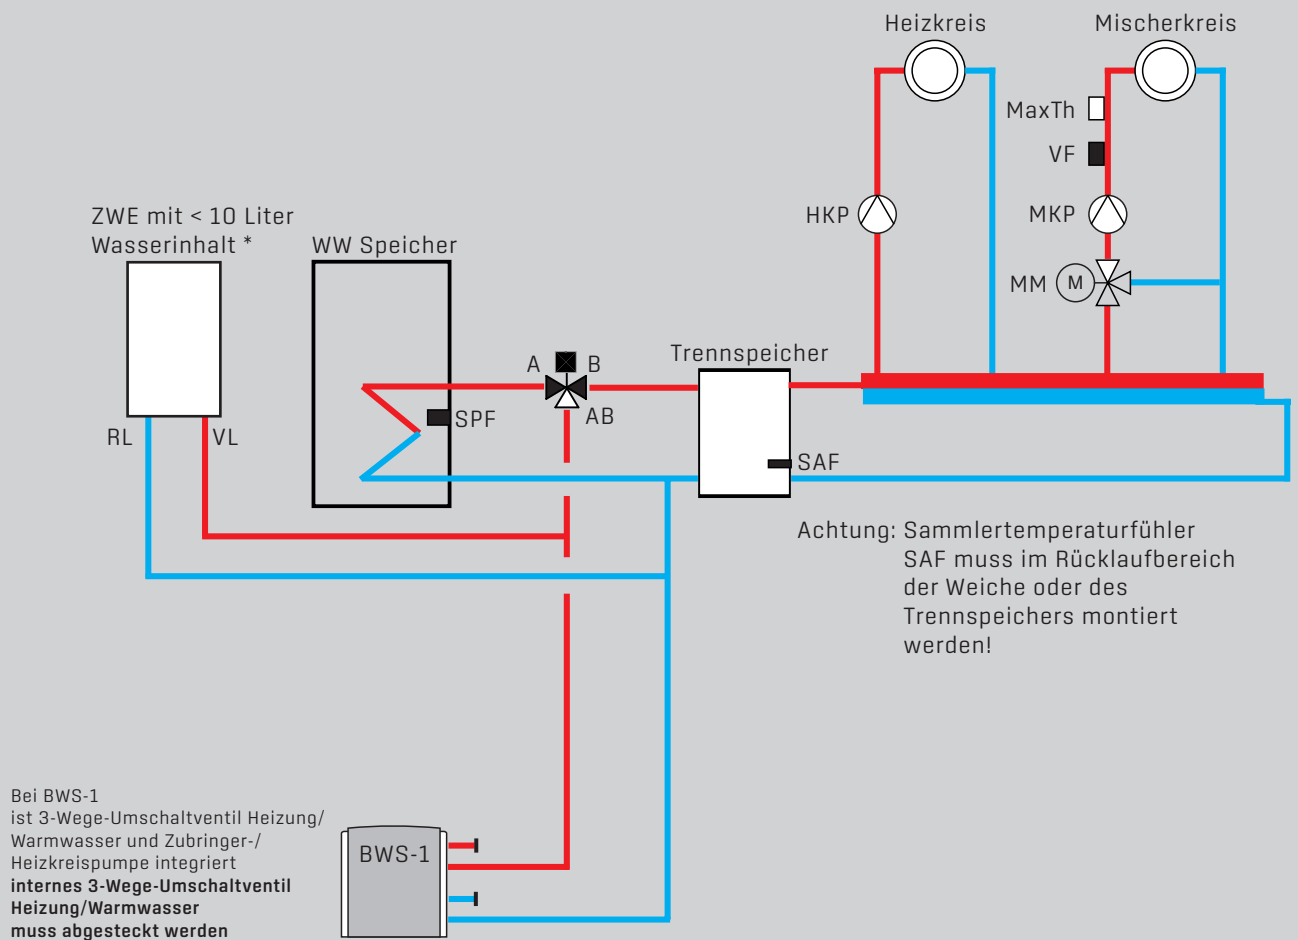 Heizkreis
Mischerkreis
MaxTh
VF
HKP
MKP
MM
M
ZWE mit < 10 Liter
Wasserinhalt *
WW Speicher
A
B
AB
Trennspeicher
RL
VL
SPF
SAF
Achtung: Sammlertemperaturfühler
SAF muss im Rücklaufbereich
der Weiche oder des
Trennspeichers montiert
werden!
Bei BWS-1
ist 3-Wege-Umschaltventil Heizung/
Warmwasser und Zubringer-/
Heizkreispumpe integriert
internes 3-Wege-Umschaltventil
Heizung/Warmwasser
muss abgesteckt werden
BWS-1